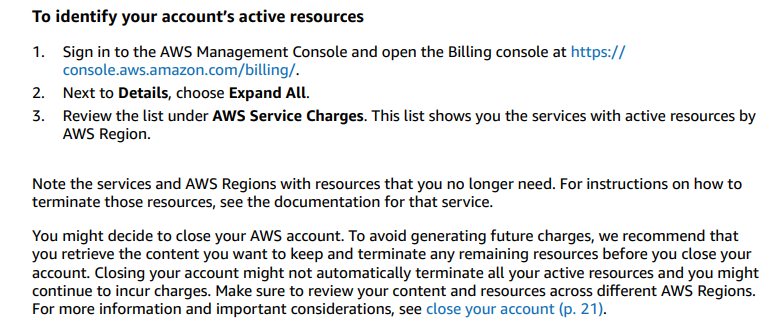 To identify your account’s active resources
1. Sign in to the AWS Management Console and open the Billing console at https://
console.aws.amazon.com/billing/.
2. Next to Details, choose Expand All.
3. Review the list under AWS Service Charges. This list shows you the services with active resources by
AWS Region.
Note the services and AWS Regions with resources that you no longer need. For instructions on how to
terminate those resources, see the documentation for that service.
You might decide to close your AWS account. To avoid generating future charges, we recommend that
you retrieve the content you want to keep and terminate any remaining resources before you close your
account. Closing your account might not automatically terminate all your active resources and you might
continue to incur charges. Make sure to review your content and resources across different AWS Regions.
For more information and important considerations, see close your account (p. 21).